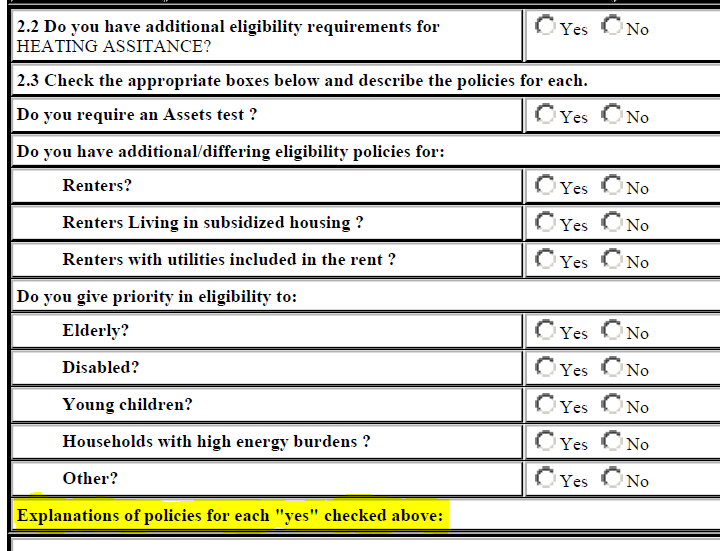 2.2 Do you have additional eligibility requirements for
HEATING ASSITANCE?
Yes No
2.3 Check the appropriate boxes below and describe the policies for each.
Do you require an Assets test ? Yes No
Do you have additional/differing eligibility policies for:
Renters? Yes No
Renters Living in subsidized housing ? Yes No
Renters with utilities included in the rent ? Yes No
Do you give priority in eligibility to:
Elderly? Yes No
Disabled? Yes No
Young children? Yes No
Households with high energy burdens ? Yes No
Other? Yes No
Explanations of policies for each "yes" checked above: